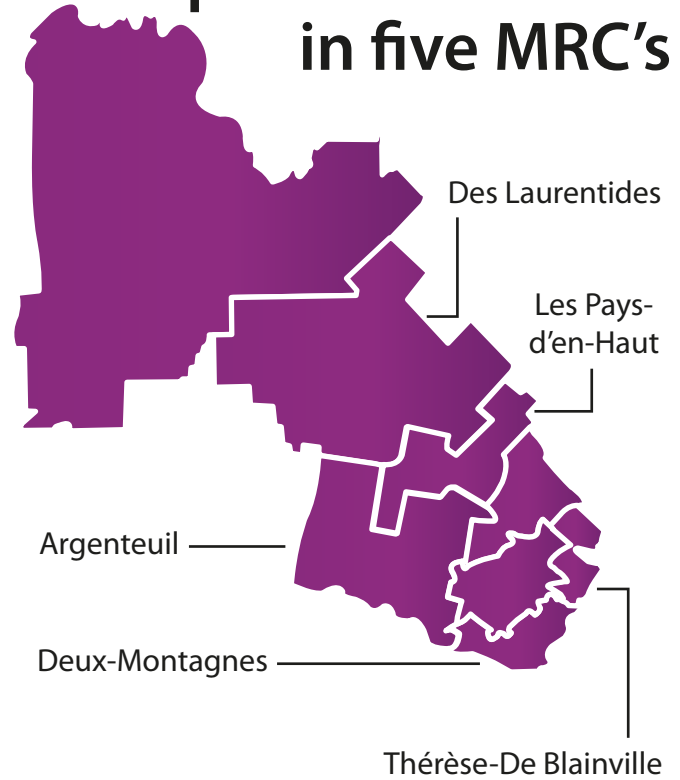 in five MRC's
Des Laurentides
Les Pays-
d'en-Haut
Argenteuil
Deux-Montagnes
Thérèse-De Blainville